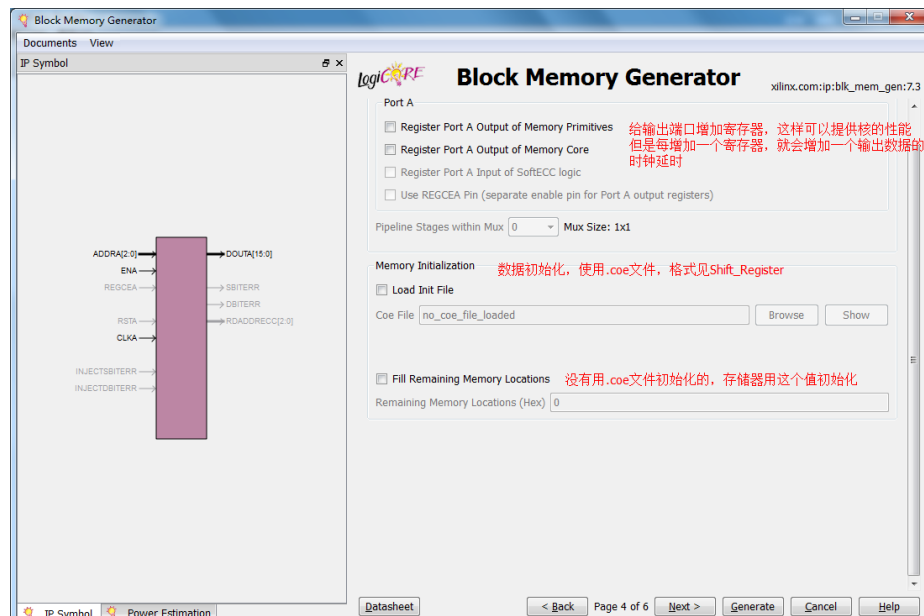 Block Memory Generator
Documents View
IP Symbol
LogiCORE
Block Memory Generator
xilinx.com:ip:blk_mem_gen:7.3
Port A
Register Port A Output of Memory Primitives
给输出端口增加寄存器，这样可以提供核的性能
Register Port A Output of Memory Core
但是每增加一个寄存器，就会增加一个输出数据的
时钟延时
Register Port A Input of SoftECC logic
Use REGCEA Pin (separate enable pin for Port A output registers)
Pipeline Stages within Mux 0 Mux Size: 1x1
ADDRA[2:0] DOUTA[15:0]
ENA
REGCEA SBITERR
DBITERR
RSTA RDADDRECC[2:0]
CLKA
INJECTSBITERR
INJECTDBITERR
Memory Initialization 数据初始化，使用.coe文件，格式见Shift_Register
Load Init File
Coe File no_coe_file_loaded Browse Show
Fill Remaining Memory Locations 没有用.coe文件初始化的，存储器用这个值初始化
Remaining Memory Locations (Hex) 0
IP Symbol Power Estimation
Datasheet < Back Page 4 of 6 Next > Generate Cancel Help